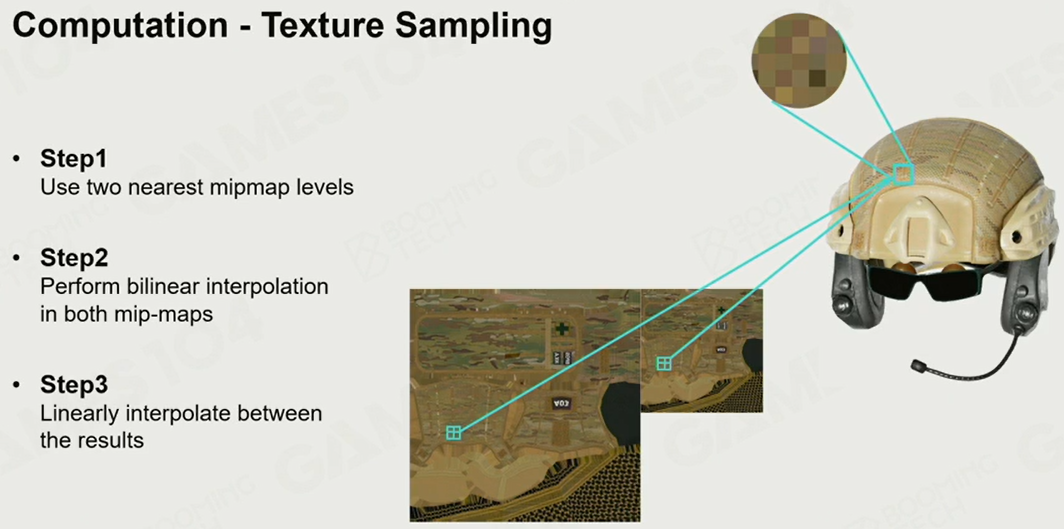 Computation - Texture Sampling
• Step1
Use two nearest mipmap levels
• Step2
Perform bilinear interpolation
in both mip-maps
• Step3
Linearly interpolate between
the results
GAMES104
BOOMING
TECH